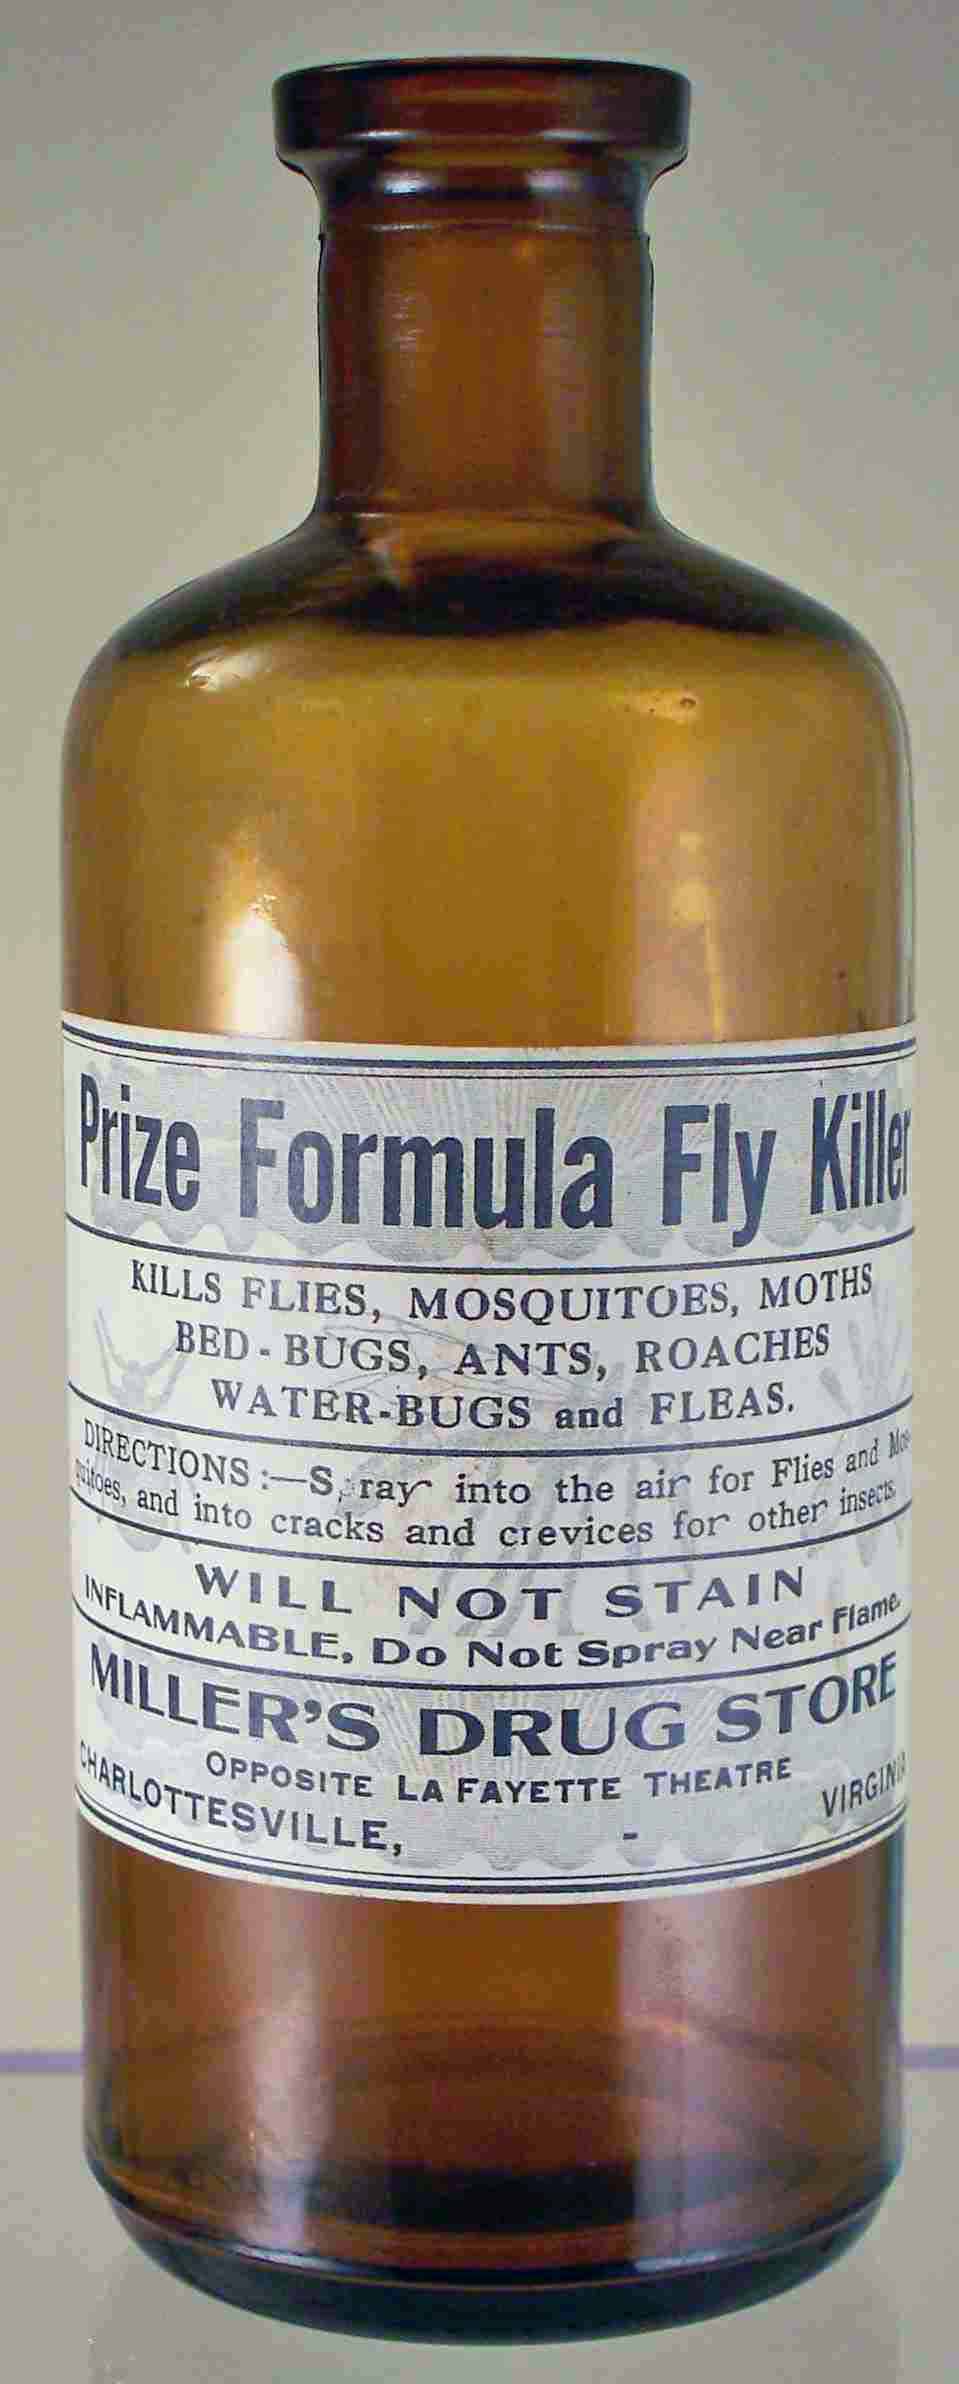 Prize Formula Fly Killer
KILLS FLIES, MOSQUITOES, MOTHS
BED-BUGS, ANTS, ROACHES
WATER-BUGS and FLEAS.
DIRECTIONS:—Spray into the air for Flies and Mos-
quitoes, and into cracks and crevices for other insects.
WILL NOT STAIN
INFLAMMABLE, Do Not Spray Near Flame.
MILLER'S DRUG STORE
OPPOSITE LA FAYETTE THEATRE
CHARLOTTESVILLE, - VIRGINIA